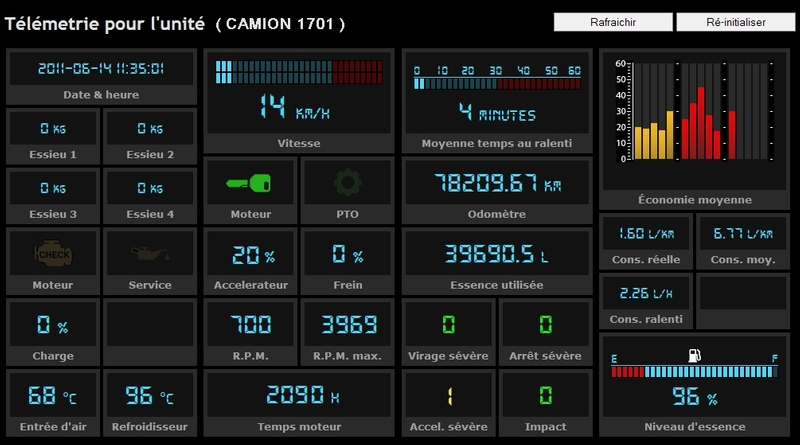 Télémetrie pour l'unité ( CAMION 1701 )
Rafraichir
Ré-initialiser
2011-06-14 11:35:01
Date & heure
0 KG
Essieu 1
0 KG
Essieu 2
0 KG
Essieu 3
0 KG
Essieu 4
CHECK
Moteur
Service
0 %
Charge
68 °C
Entrée d'air
96 °C
Refroidisseur
14 KM/H
Vitesse
Moteur
PTO
20 %
Accelerateur
0 %
Frein
700
R.P.M.
3969
R.P.M. max.
2090 H
Temps moteur
0 10 20 30 40 50 60
4 MINUTES
Moyenne temps au ralenti
78209.67 KM
Odomètre
39690.5 L
Essence utilisée
0
Virage sévère
0
Arrêt sévère
1
Accel. sévère
0
Impact
60
50
40
30
20
10
0
Économie moyenne
1.60 L/KM
Cons. réelle
6.77 L/KM
Cons. moy.
2.26 L/H
Cons. ralenti
E F
96 %
Niveau d'essence